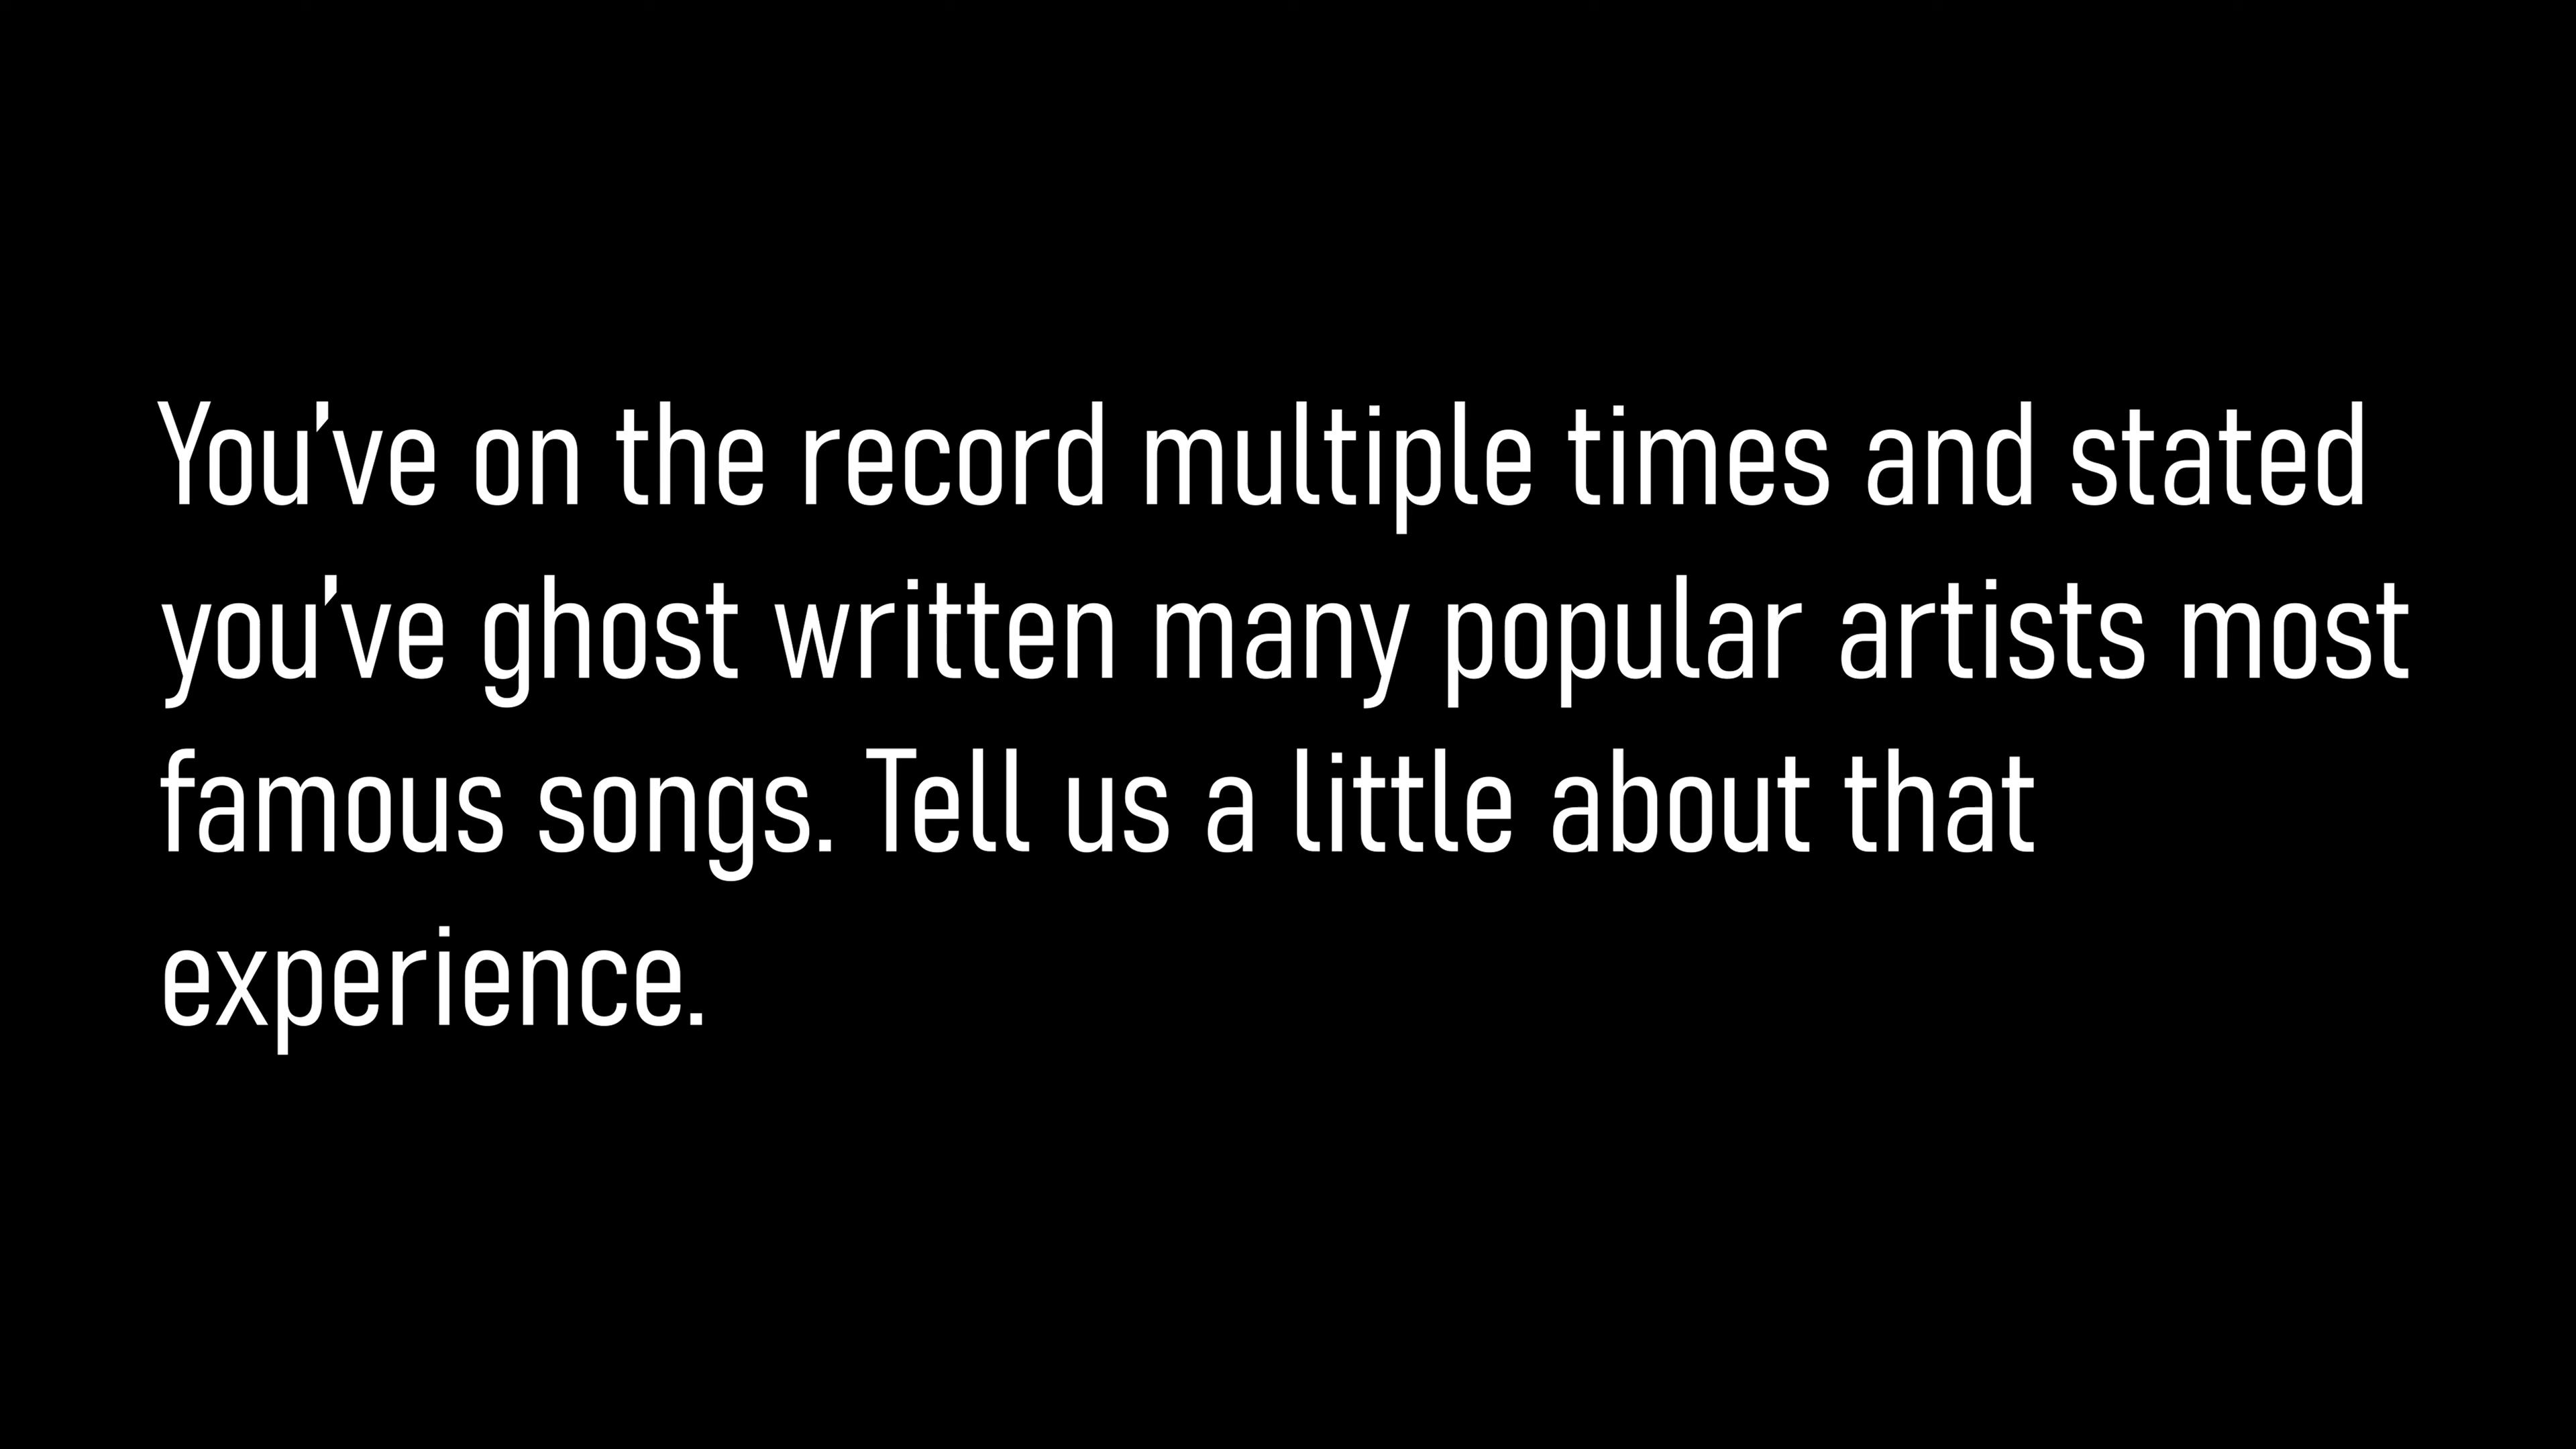 You've on the record multiple times and stated
you've ghost written many popular artists most
famous songs. Tell us a little about that
experience.